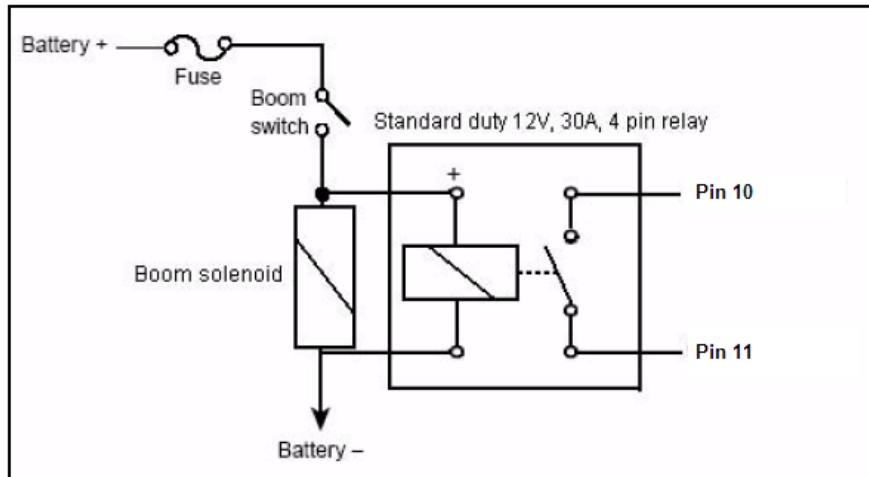 Battery +
Fuse
Boom
switch
Standard duty 12V, 30A, 4 pin relay
+
Pin 10
Boom solenoid
Pin 11
Battery –